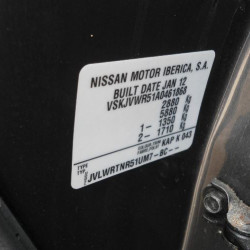 NISSAN MOTOR IBERICA, S.A.
BUILT DATE JAN 12
VSKJVWR51A0461868
2880 Kg
5880 Kg
1- 1350 Kg
2- 1710 Kg
KAP K 043
TYPE
JVLWRTNR51UM7-BC--